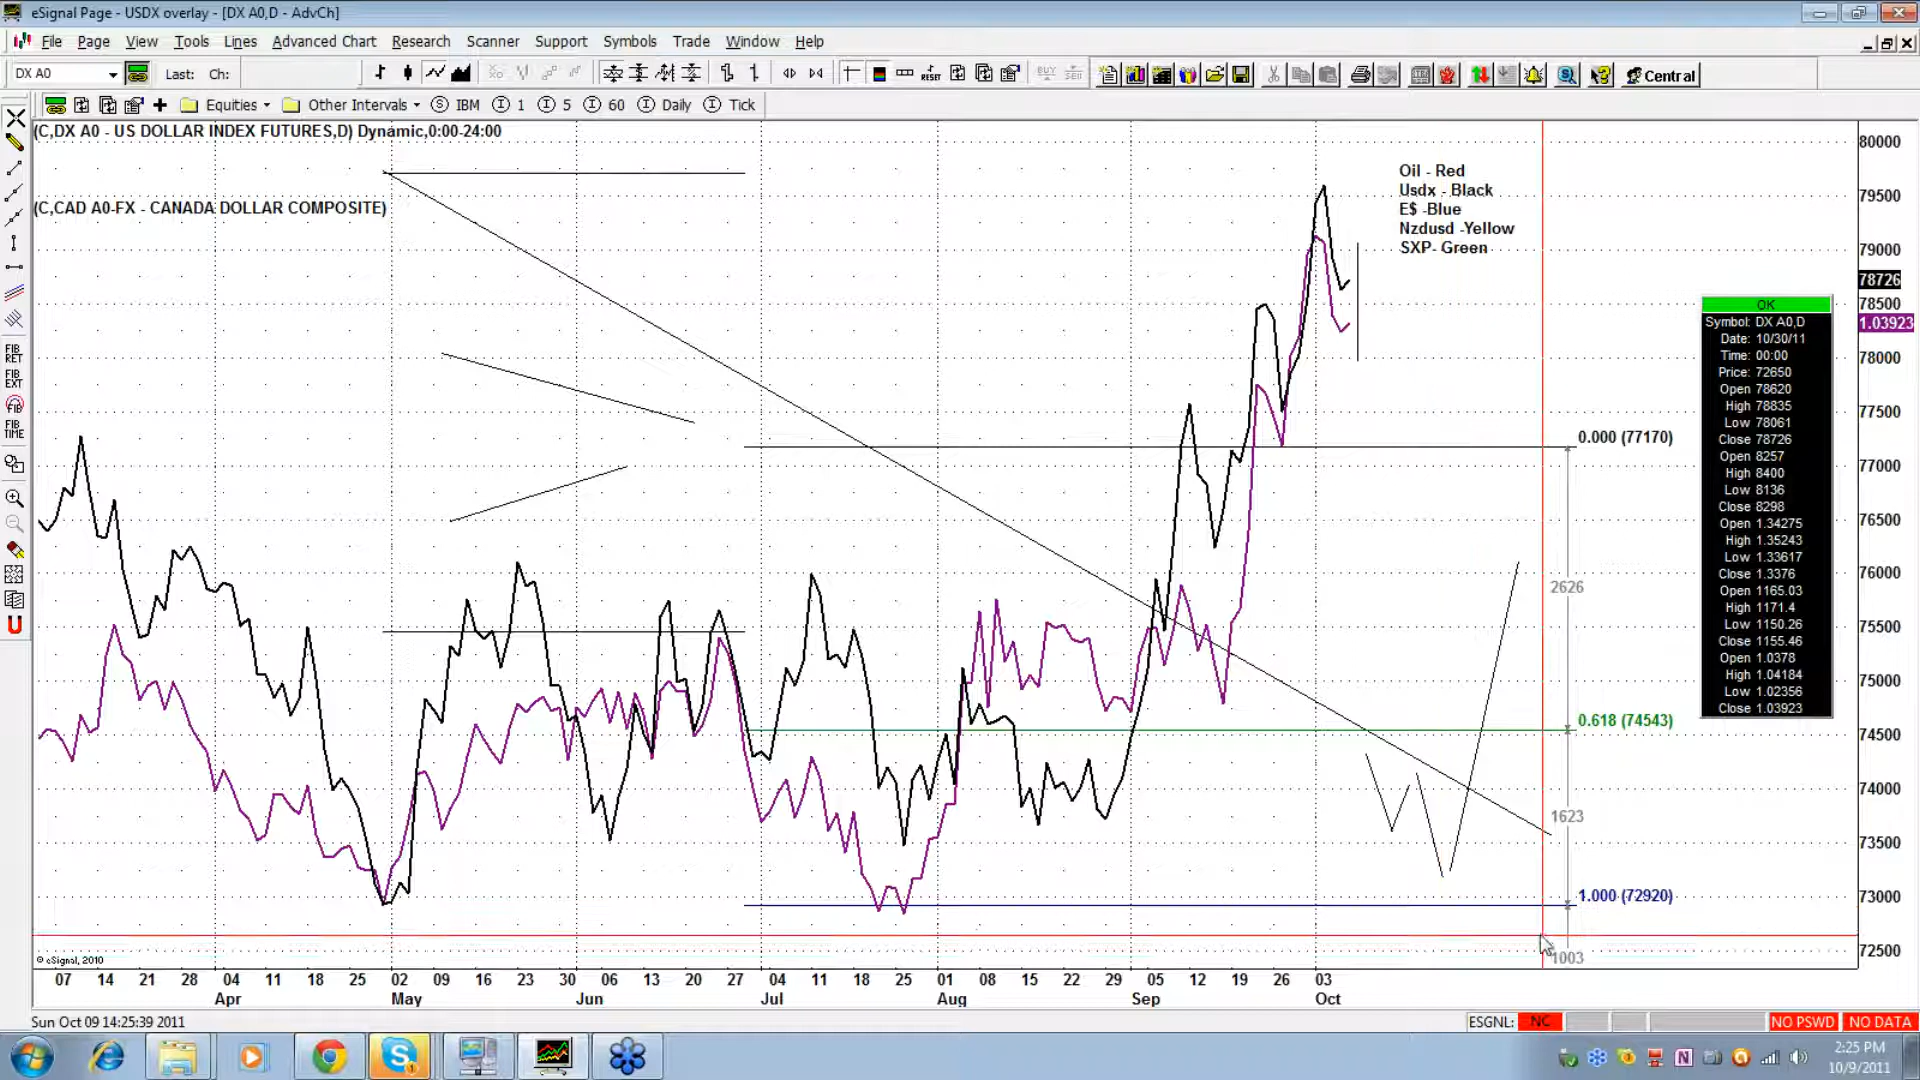 eSignal Page - USDX overlay - [DX A0,D - AdvCh]
File Page View Tools Lines Advanced Chart Research Scanner Support Symbols Trade Window Help
DX A0 Last: Ch: RESET BUY SELL Central
Equities Other Intervals IBM 1 5 60 Daily Tick
(C,DX A0 - US DOLLAR INDEX FUTURES,D) Dynamic,0:00-24:00
(C,CAD A0-FX - CANADA DOLLAR COMPOSITE)
Oil - Red
Usdx - Black
E$ -Blue
Nzdusd -Yellow
SXP- Green
FIB RET
FIB EXT
FIB
FIB TIME
80000
79500
79000
78726
78500
1.03923
78000
77500
77000
76500
76000
75500
75000
74500
74000
73500
73000
72500
OK
Symbol: DX A0,D
Date: 10/30/11
Time: 00:00
Price: 72650
Open 78620
High 78835
Low 78061
Close 78726
Open 8257
High 8400
Low 8136
Close 8298
Open 1.34275
High 1.35243
Low 1.33617
Close 1.3376
Open 1165.03
High 1171.4
Low 1150.26
Close 1155.46
Open 1.0378
High 1.04184
Low 1.02356
Close 1.03923
0.000 (77170)
2626
0.618 (74543)
1623
1.000 (72920)
1003
© eSignal, 2010
07 14 21 28 04 11 18 25 02 09 16 23 30 06 13 20 27 05 11 18 25 01 08 15 22 29 05 12 19 26 03
Apr May Jun Jul Aug Sep Oct
Sun Oct 09 14:25:39 2011
ESGNL: NC NO PSWD NO DATA
2:25 PM
10/9/2011